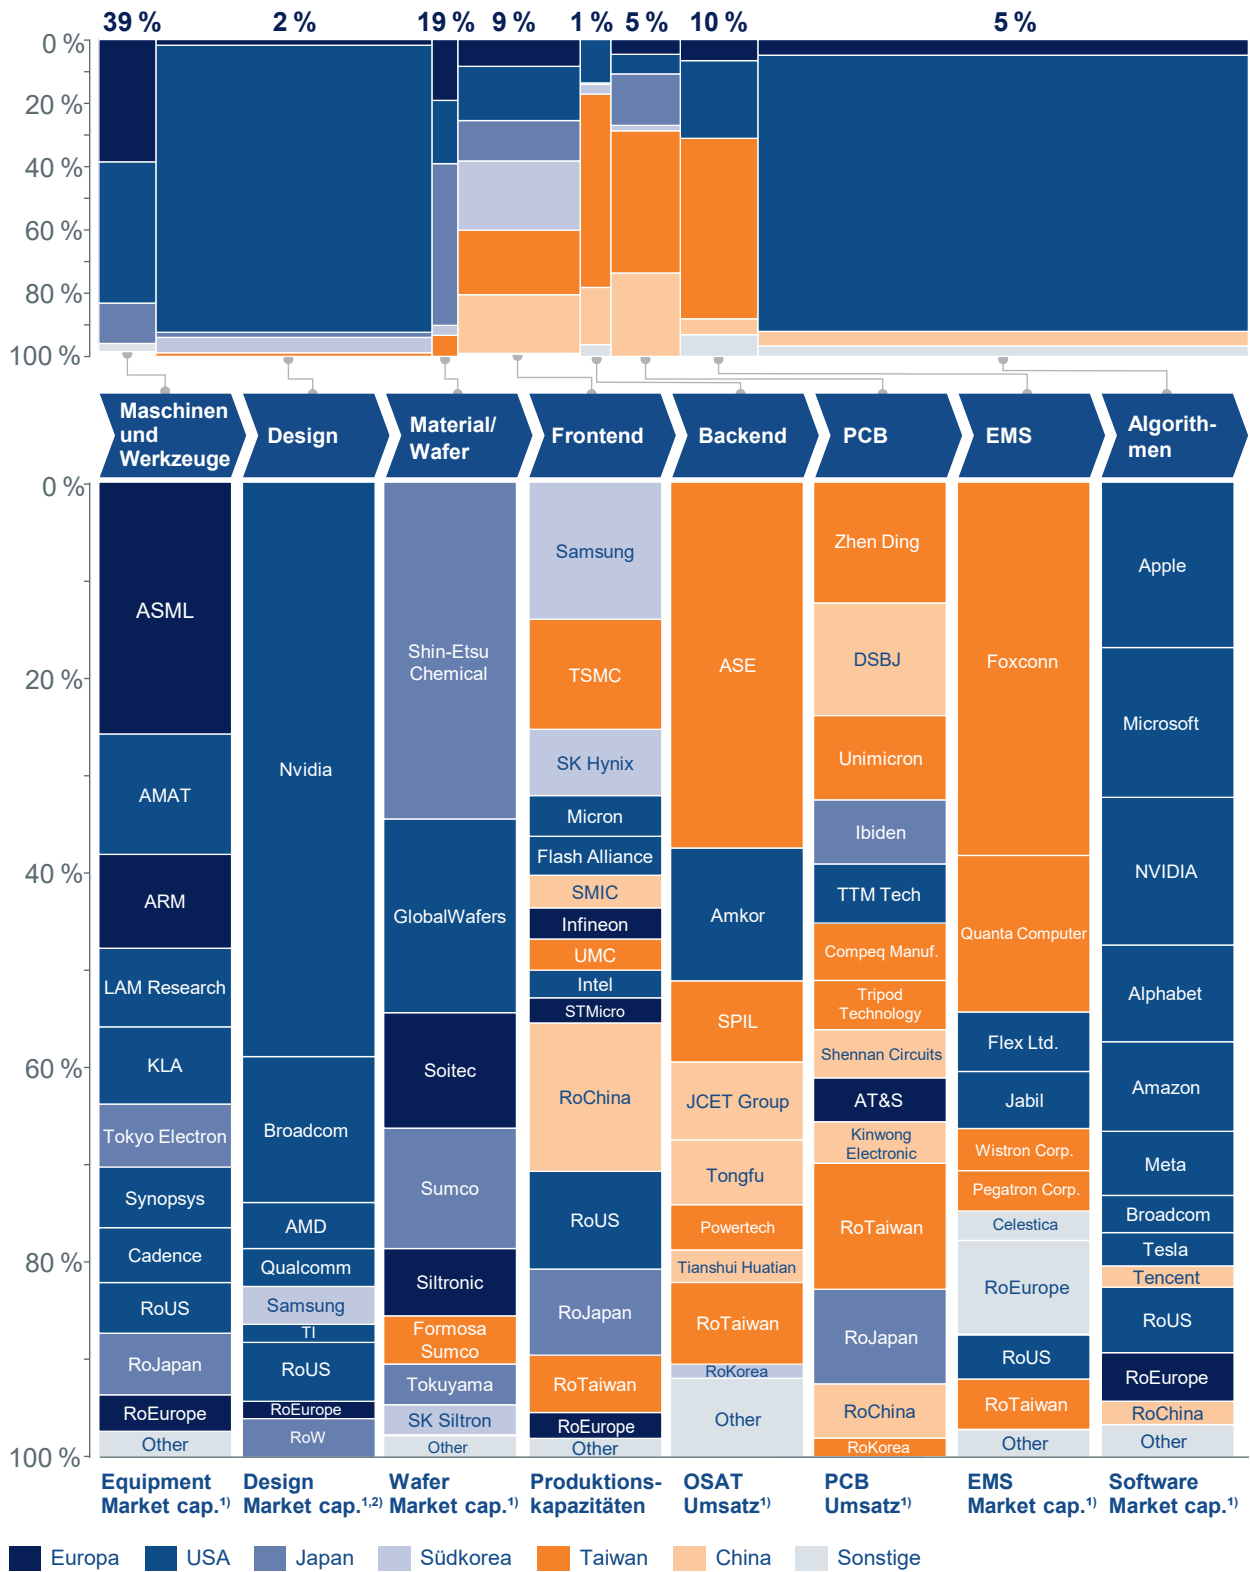 39 % 2 % 19 % 9 % 1 % 5 % 10 % 5 %
0 %
20 %
40 %
60 %
80 %
100 %
Maschinen
und
Werkzeuge
Design
Material/
Wafer
Frontend
Backend
PCB
EMS
Algorith-
men
0 %
20 %
40 %
60 %
80 %
100 %
ASML
AMAT
ARM
LAM Research
KLA
Tokyo Electron
Synopsys
Cadence
RoUS
RoJapan
RoEurope
Other
Nvidia
Broadcom
AMD
Qualcomm
Samsung
TI
RoUS
RoEurope
RoW
Shin-Etsu
Chemical
GlobalWafers
Soitec
Sumco
Siltronic
Formosa
Sumco
Tokuyama
SK Siltron
Other
Samsung
TSMC
SK Hynix
Micron
Flash Alliance
SMIC
Infineon
UMC
Intel
STMicro
RoChina
RoUS
RoJapan
RoTaiwan
RoEurope
Other
ASE
Amkor
SPIL
JCET Group
Tongfu
Powertech
Tianshui Huatian
RoTaiwan
RoKorea
Other
Zhen Ding
DSBJ
Unimicron
Ibiden
TTM Tech
Compeq Manuf.
Tripod
Technology
Shennan Circuits
AT&S
Kinwong
Electronic
RoTaiwan
RoJapan
RoChina
RoKorea
Foxconn
Quanta Computer
Flex Ltd.
Jabil
Wistron Corp.
Pegatron Corp.
Celestica
RoEurope
RoUS
RoTaiwan
Other
Apple
Microsoft
NVIDIA
Alphabet
Amazon
Meta
Broadcom
Tesla
Tencent
RoUS
RoEurope
RoChina
Other
Equipment
Market cap.1)
Design
Market cap.1,2)
Wafer
Market cap.1)
Produktions-
kapazitäten
OSAT
Umsatz1)
PCB
Umsatz1)
EMS
Market cap.1)
Software
Market cap.1)
Europa USA Japan Südkorea Taiwan China Sonstige